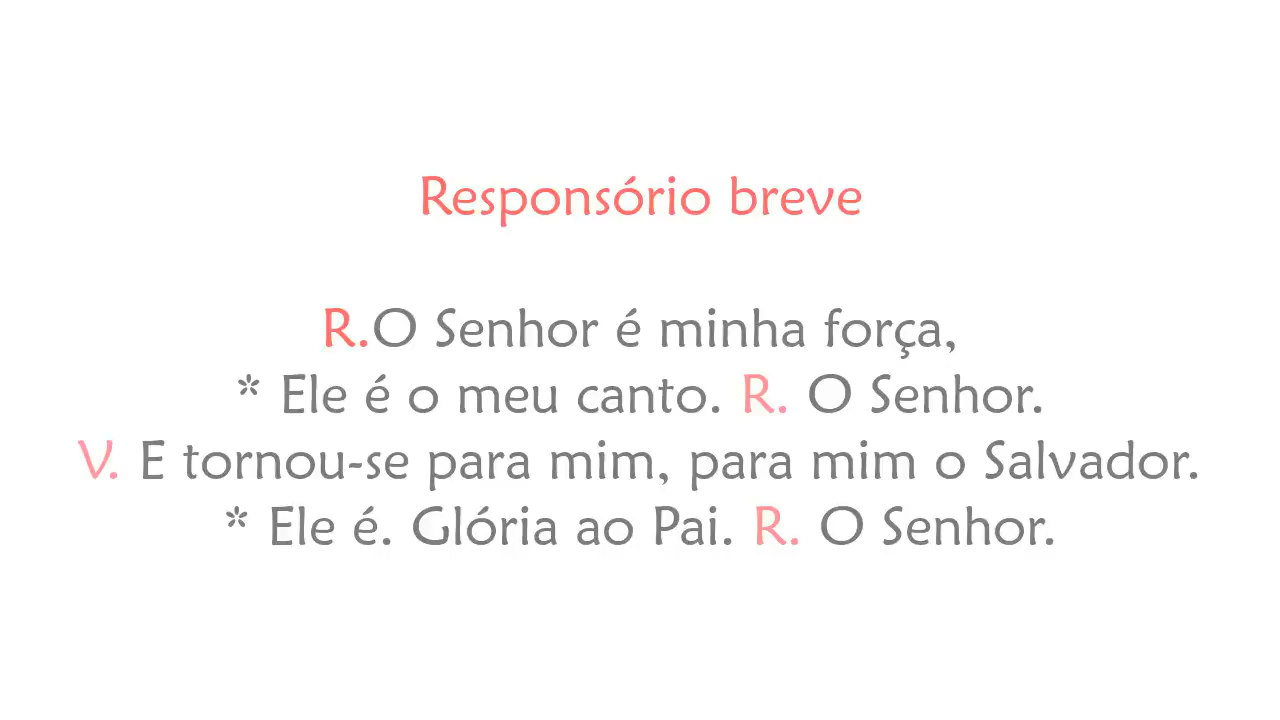 Responsório breve
R.O Senhor é minha força,
* Ele é o meu canto. R. O Senhor.
V. E tornou-se para mim, para mim o Salvador.
* Ele é. Glória ao Pai. R. O Senhor.